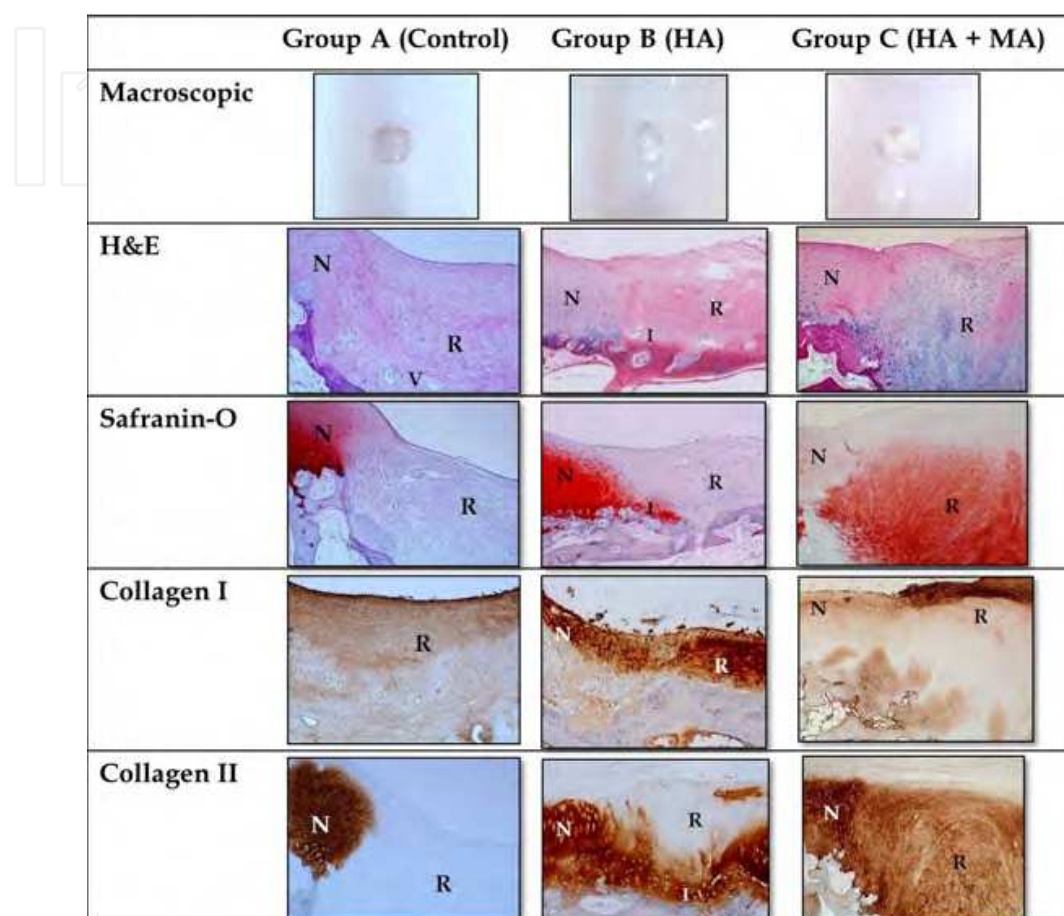 Group A (Control) Group B (HA) Group C (HA + MA)
Macroscopic
H&E
N
R
V
N
I
R
N
R
Safranin-O
N
R
N
I
R
N
R
Collagen I
R
N
R
N
R
Collagen II
N
R
N
R
I
N
R